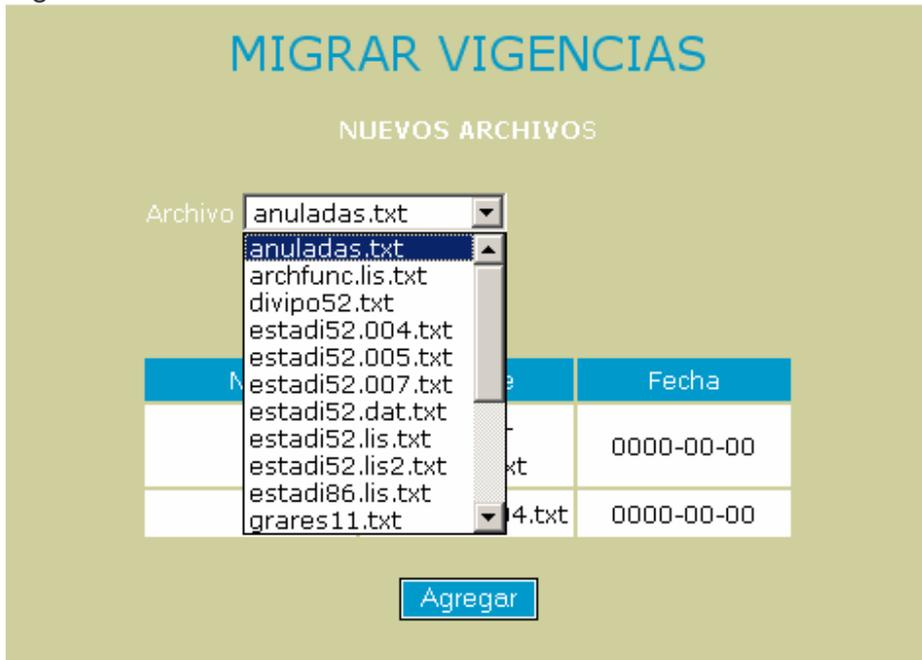 MIGRAR VIGENCIAS
NUEVOS ARCHIVOS
Archivo anuladas.txt
anuladas.txt
archfunc.lis.txt
divipo52.txt
estadi52.004.txt
estadi52.005.txt
estadi52.007.txt
estadi52.dat.txt
estadi52.lis.txt
estadi52.lis2.txt
estadi86.lis.txt
grares11.txt
Fecha
0000-00-00
4.txt 0000-00-00
Agregar